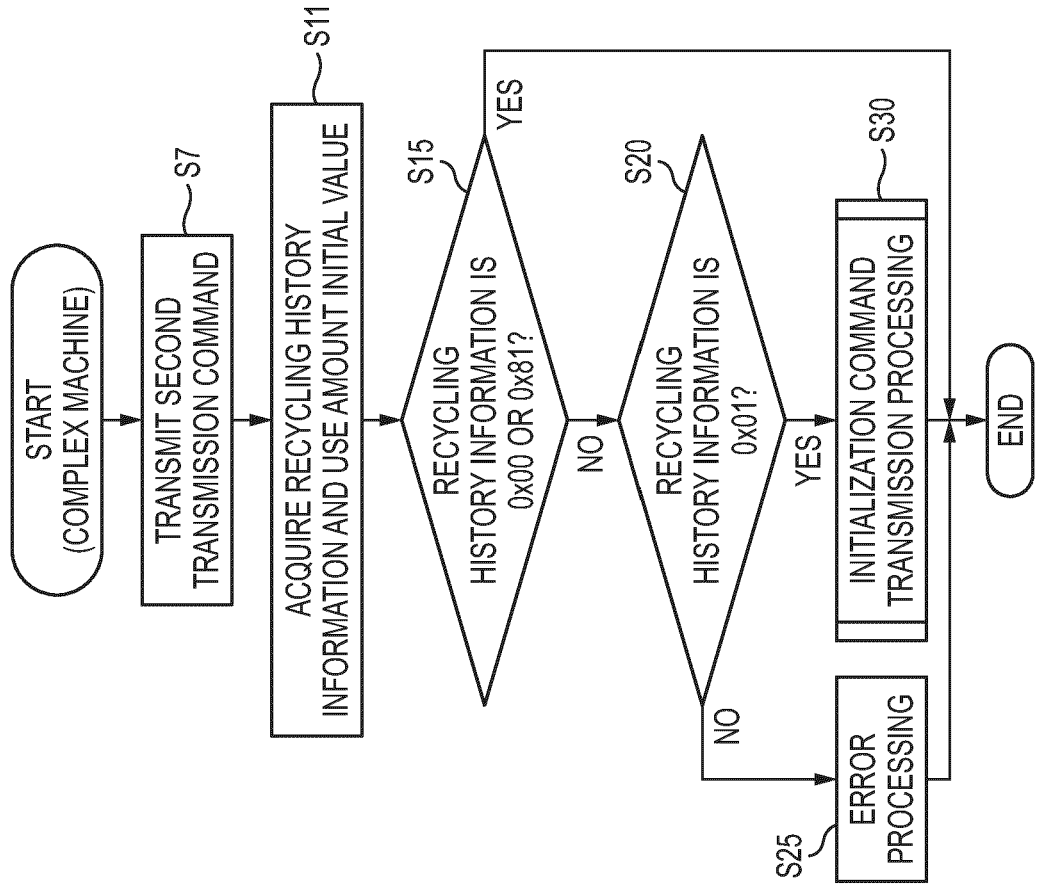 START
(COMPLEX MACHINE)
TRANSMIT SECOND
TRANSMISSION COMMAND
S7
ACQUIRE RECYCLING HISTORY
INFORMATION AND USE AMOUNT INITIAL VALUE
S11
RECYCLING
HISTORY INFORMATION IS
0x00 OR 0x81?
S15
YES
NO
RECYCLING
HISTORY INFORMATION IS
0x01?
S20
NO
YES
ERROR
PROCESSING
S25
INITIALIZATION COMMAND
TRANSMISSION PROCESSING
S30
END